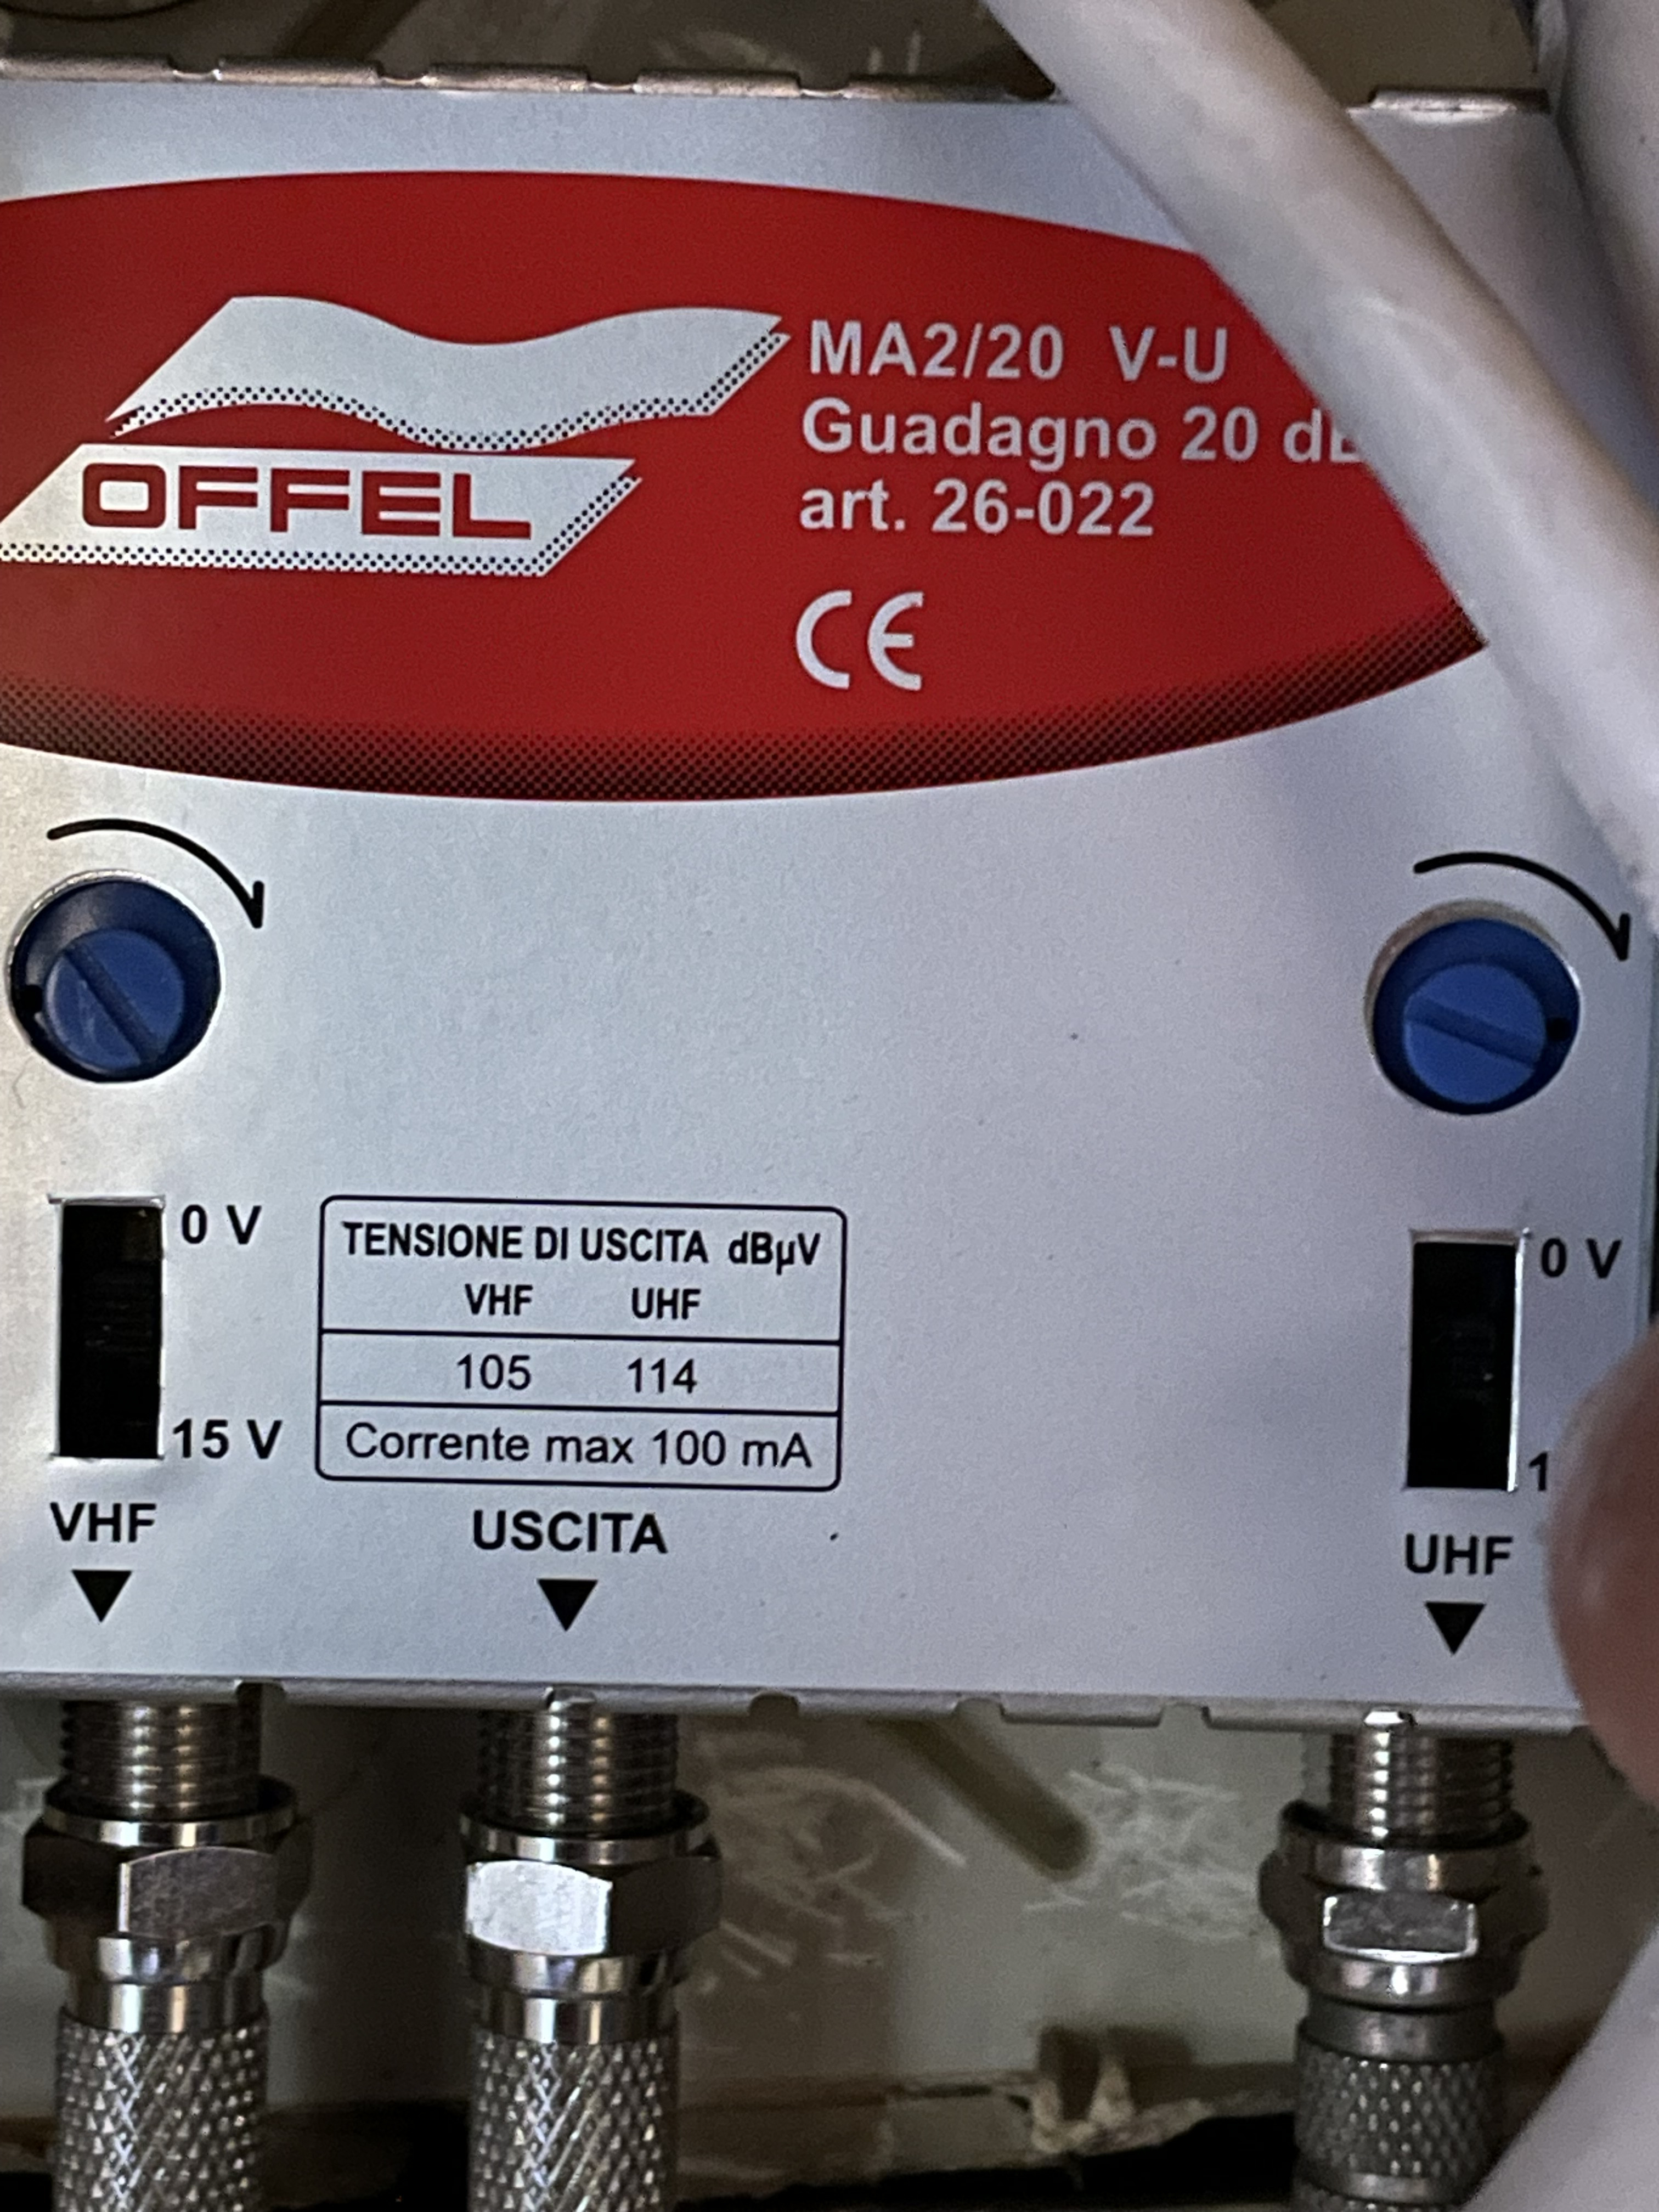 MA2/20 V-U
Guadagno 20
art. 26-022
OFFEL
CE
0 V
15 V
VHF
TENSIONE DI USCITA dBµV
VHF UHF
105 114
Corrente max 100 mA
USCITA
0 V
UHF